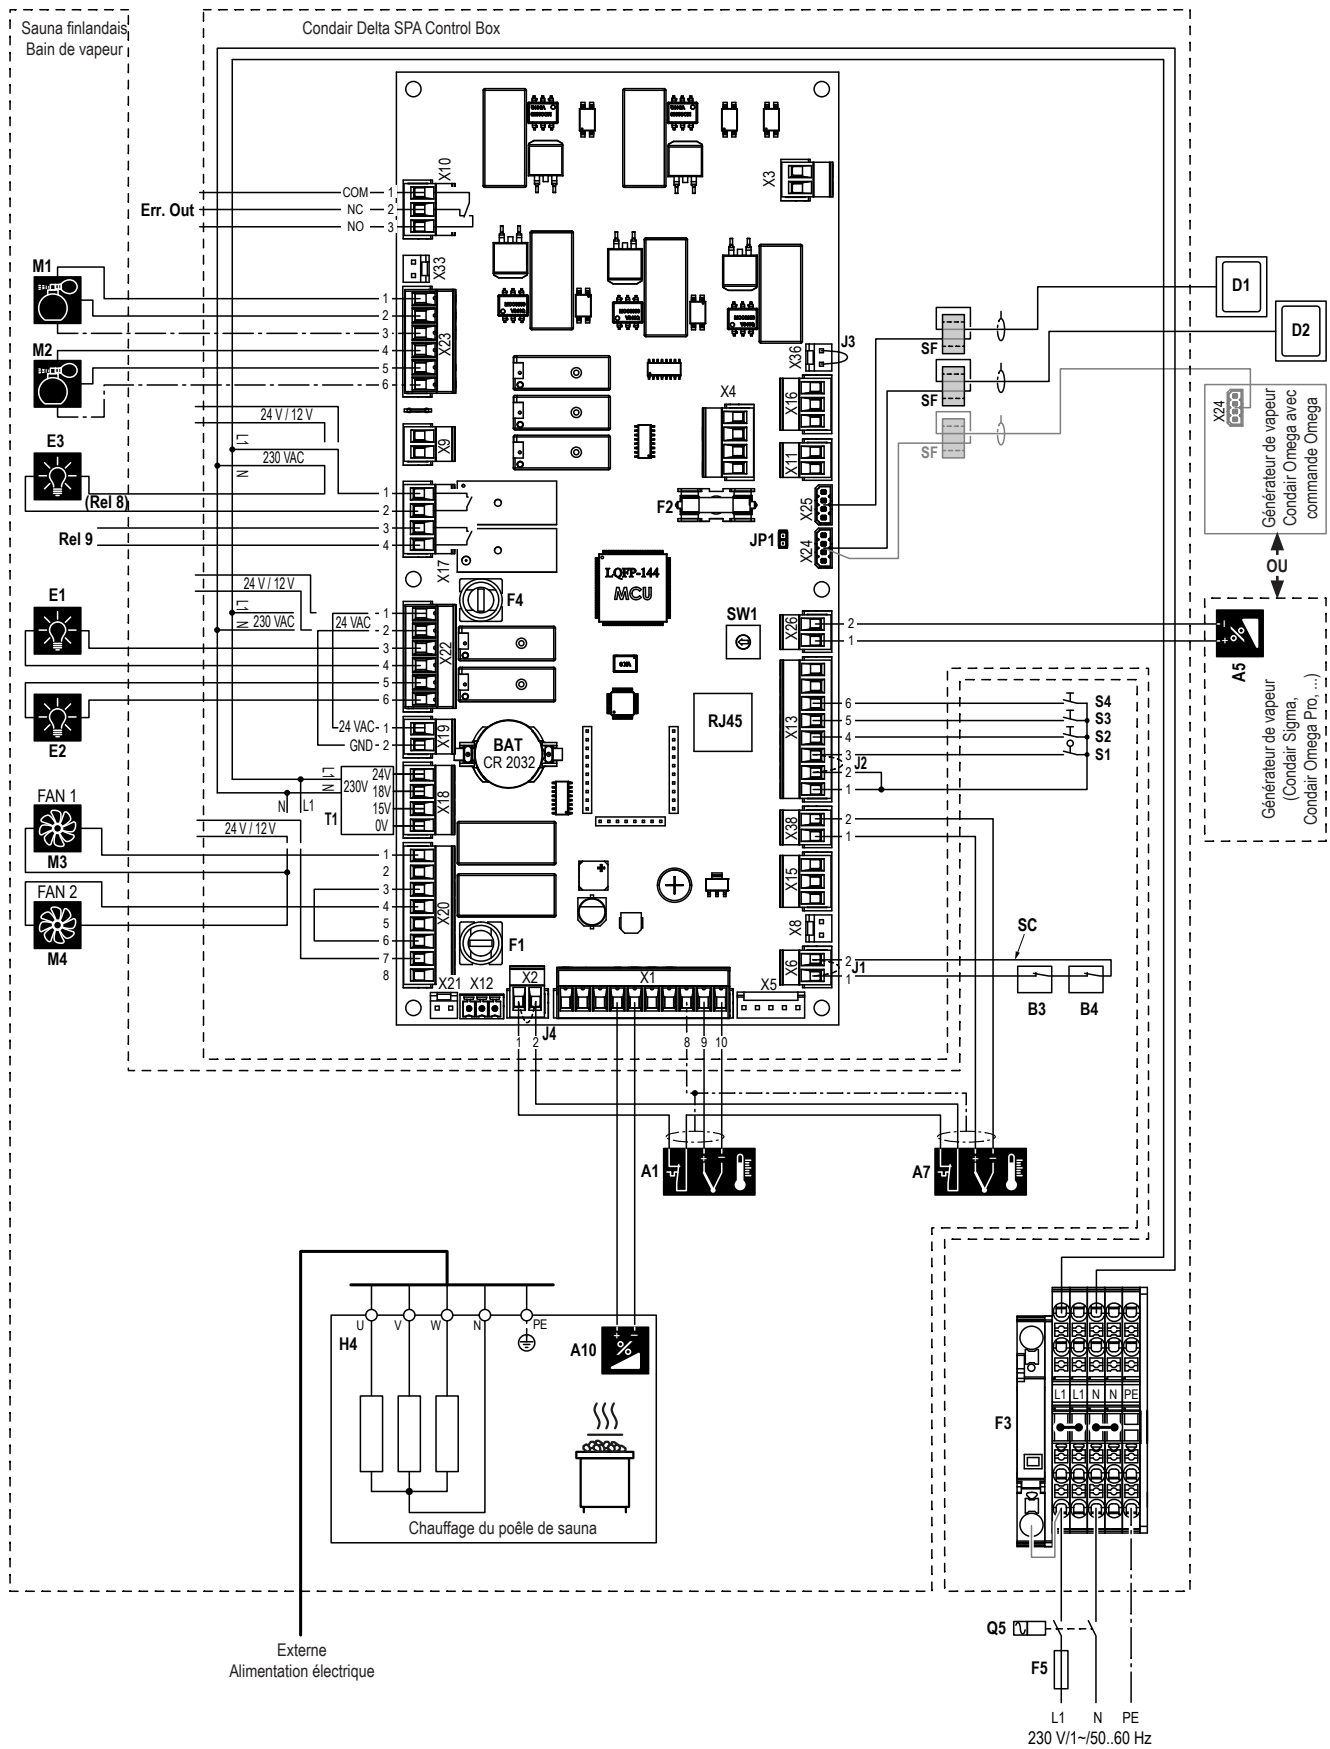 Sauna finlandais
Bain de vapeur
Condair Delta SPA Control Box
X10
COM 1
Err. Out NC 2
NO 3
X3
X33
M1
1
2
3
M2
4
5
6
X23
J3
X36
D1
D2
SF
SF
SF
X24
Générateur de vapeur
Condair Omega avec
commande Omega
OU
24 V / 12 V
L1
230 VAC
N
E3
(Rel 8)
X9
X4
X16
X11
F2
X25
JP1
X24
1
2
3
4
Rel 9
X17
LQFP-144
MCU
F4
24 V / 12 V
L1
N
230 VAC
24 VAC
E1
E2
1
2
3
4
5
6
X22
SW1
X26
2
1
A5
Générateur de vapeur
(Condair Sigma,
Condair Omega Pro, ...)
RJ45
X13
6
5
4
3
2
1
S4
S3
S2
S1
J2
24 VAC 1
GND 2
X19
BAT
CR 2032
L1
N
230V
24V
18V
15V
0V
X18
T1
N
L1
FAN 1
M3
24 V / 12V
FAN 2
M4
1
2
3
4
5
6
7
8
X20
F1
X38
2
1
X15
X8
X6
2
1
J1
SC
B3
B4
X21
X12
X2
X1
X5
J4
1
2
8
9
10
A1
+ −
A7
+ −
U
V
W
N
PE
H4
A10
+ −
%
Chauffage du poêle de sauna
Externe
Alimentation électrique
F3
L1
L1
N
N
PE
Q5
F5
L1 N PE
230 V/1~/50..60 Hz